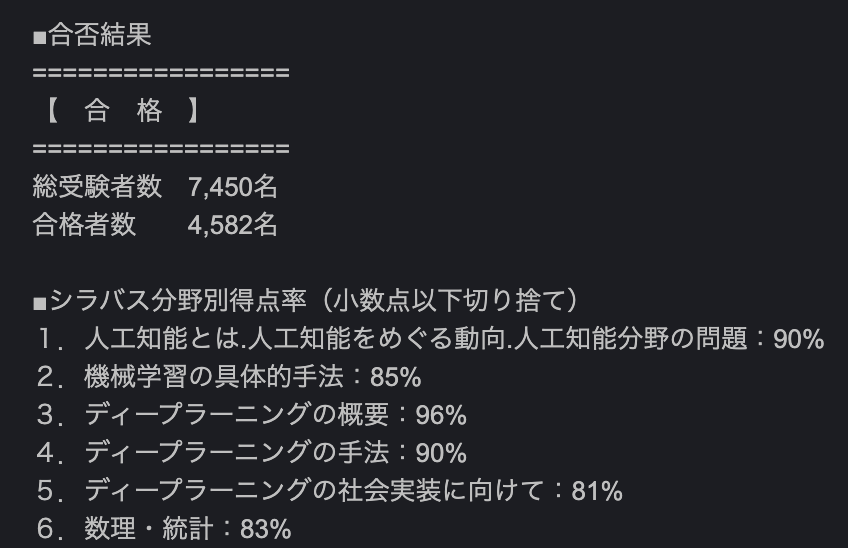 ■合否結果
=================
【　合　格　】
=================
総受験者数　7,450名
合格者数　　4,582名
■シラバス分野別得点率（小数点以下切り捨て）
１．人工知能とは.人工知能をめぐる動向.人工知能分野の問題：90%
２．機械学習の具体的手法：85%
３．ディープラーニングの概要：96%
４．ディープラーニングの手法：90%
５．ディープラーニングの社会実装に向けて：81%
６．数理・統計：83%